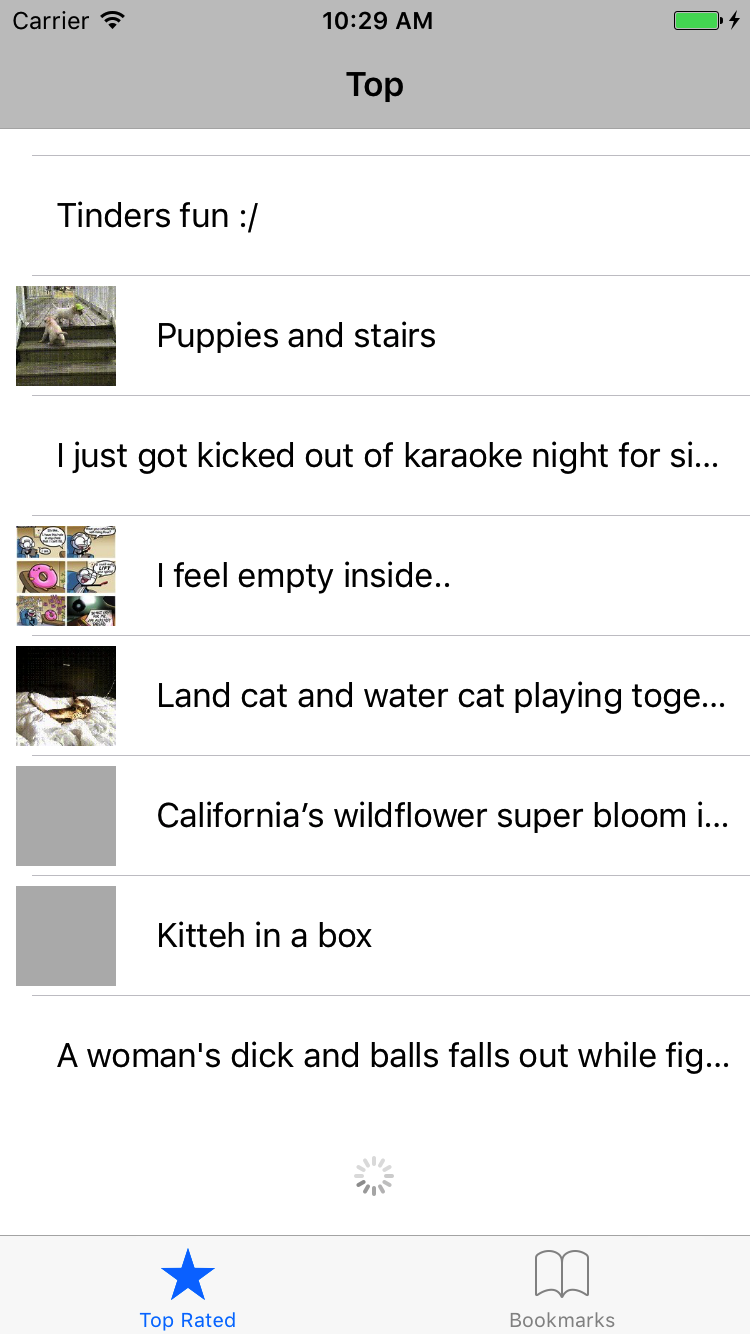 Carrier 10:29 AM
Top
Tinders fun :/
Puppies and stairs
I just got kicked out of karaoke night for si...
I feel empty inside..
Land cat and water cat playing toge...
California’s wildflower super bloom i...
Kitteh in a box
A woman's dick and balls falls out while fig...
Top Rated Bookmarks